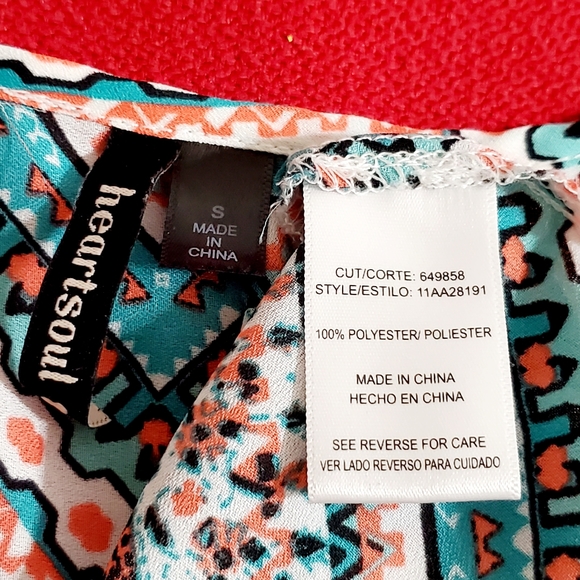 heartsoul
S
MADE
IN
CHINA
CUT/CORTE: 649858
STYLE/ESTILO: 11AA28191
100% POLYESTER/ POLIESTER
MADE IN CHINA
HECHO EN CHINA
SEE REVERSE FOR CARE
VER LADO REVERSO PARA CUIDADO